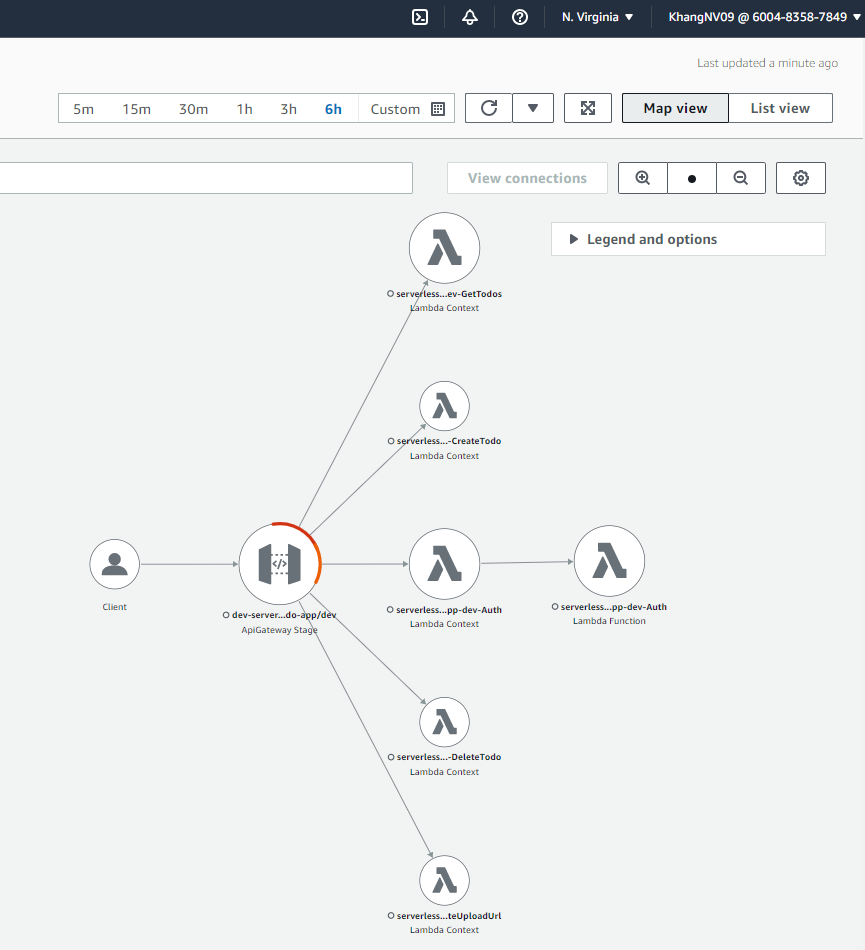 N. Virginia ▼ KhangNV09 @ 6004-8358-7849 ▼
Last updated a minute ago
5m 15m 30m 1h 3h 6h Custom Map view List view
View connections
Legend and options
serverless...ev-GetTodos
Lambda Context
serverless...-CreateTodo
Lambda Context
Client
dev-server...do-app/dev
ApiGateway Stage
serverless...pp-dev-Auth
Lambda Context
serverless...pp-dev-Auth
Lambda Function
serverless...-DeleteTodo
Lambda Context
serverless...teUploadUrl
Lambda Context